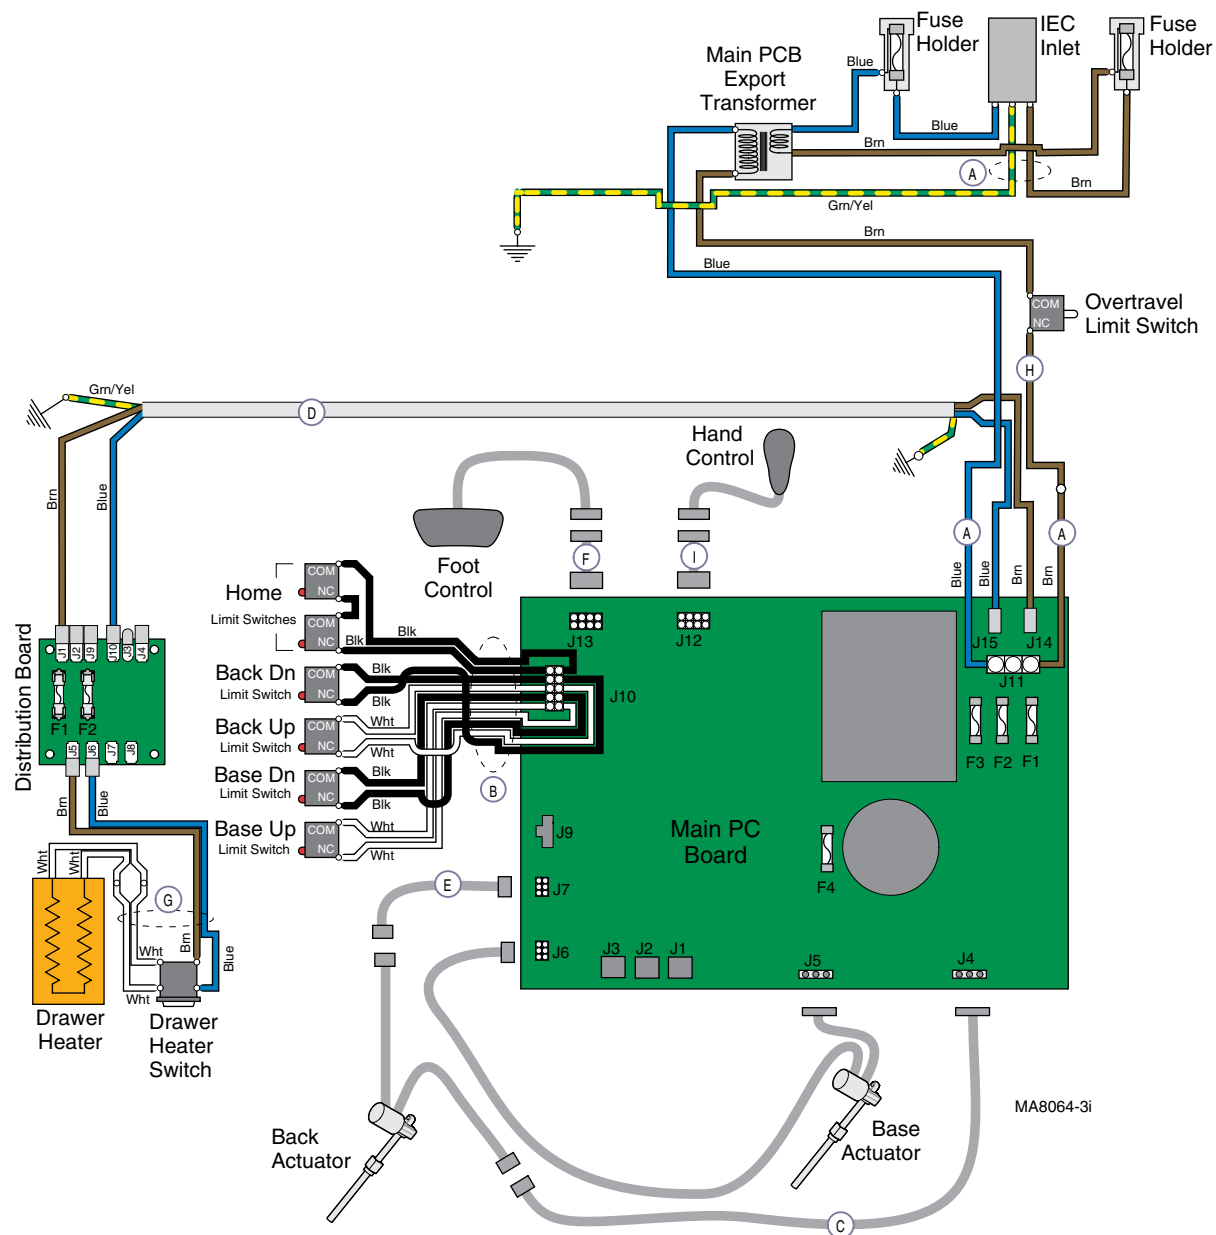 Fuse
Holder
IEC
Inlet
Fuse
Holder
Main PCB
Export
Transformer
Blue
Blue
Brn
A
Brn
Grn/Yel
Brn
Blue
COM
NC
Overtravel
Limit Switch
H
Grn/Yel
D
Hand
Control
Brn
Blue
Foot
Control
F
I
A
A
Blue
Blue
Brn
Brn
Home
Limit Switches
COM
NC
COM
NC
Blk
Blk
J13
J12
J15
J14
J11
Back Dn
Limit Switch
COM
NC
Blk
Blk
J10
Back Up
Limit Switch
COM
NC
Wht
Wht
Base Dn
Limit Switch
COM
NC
Blk
Blk
B
Base Up
Limit Switch
COM
NC
Wht
Wht
F3
F2
F1
Distribution Board
J1
J2
J9
J10
J3
J4
F1
F2
J5
J6
J7
J8
Brn
Blue
J9
Main PC
Board
F4
J7
E
J6
J3
J2
J1
J5
J4
Wht
Wht
G
Wht
Brn
Blue
Wht
Drawer
Heater
Drawer
Heater
Switch
Back
Actuator
Base
Actuator
MA8064-3i
C